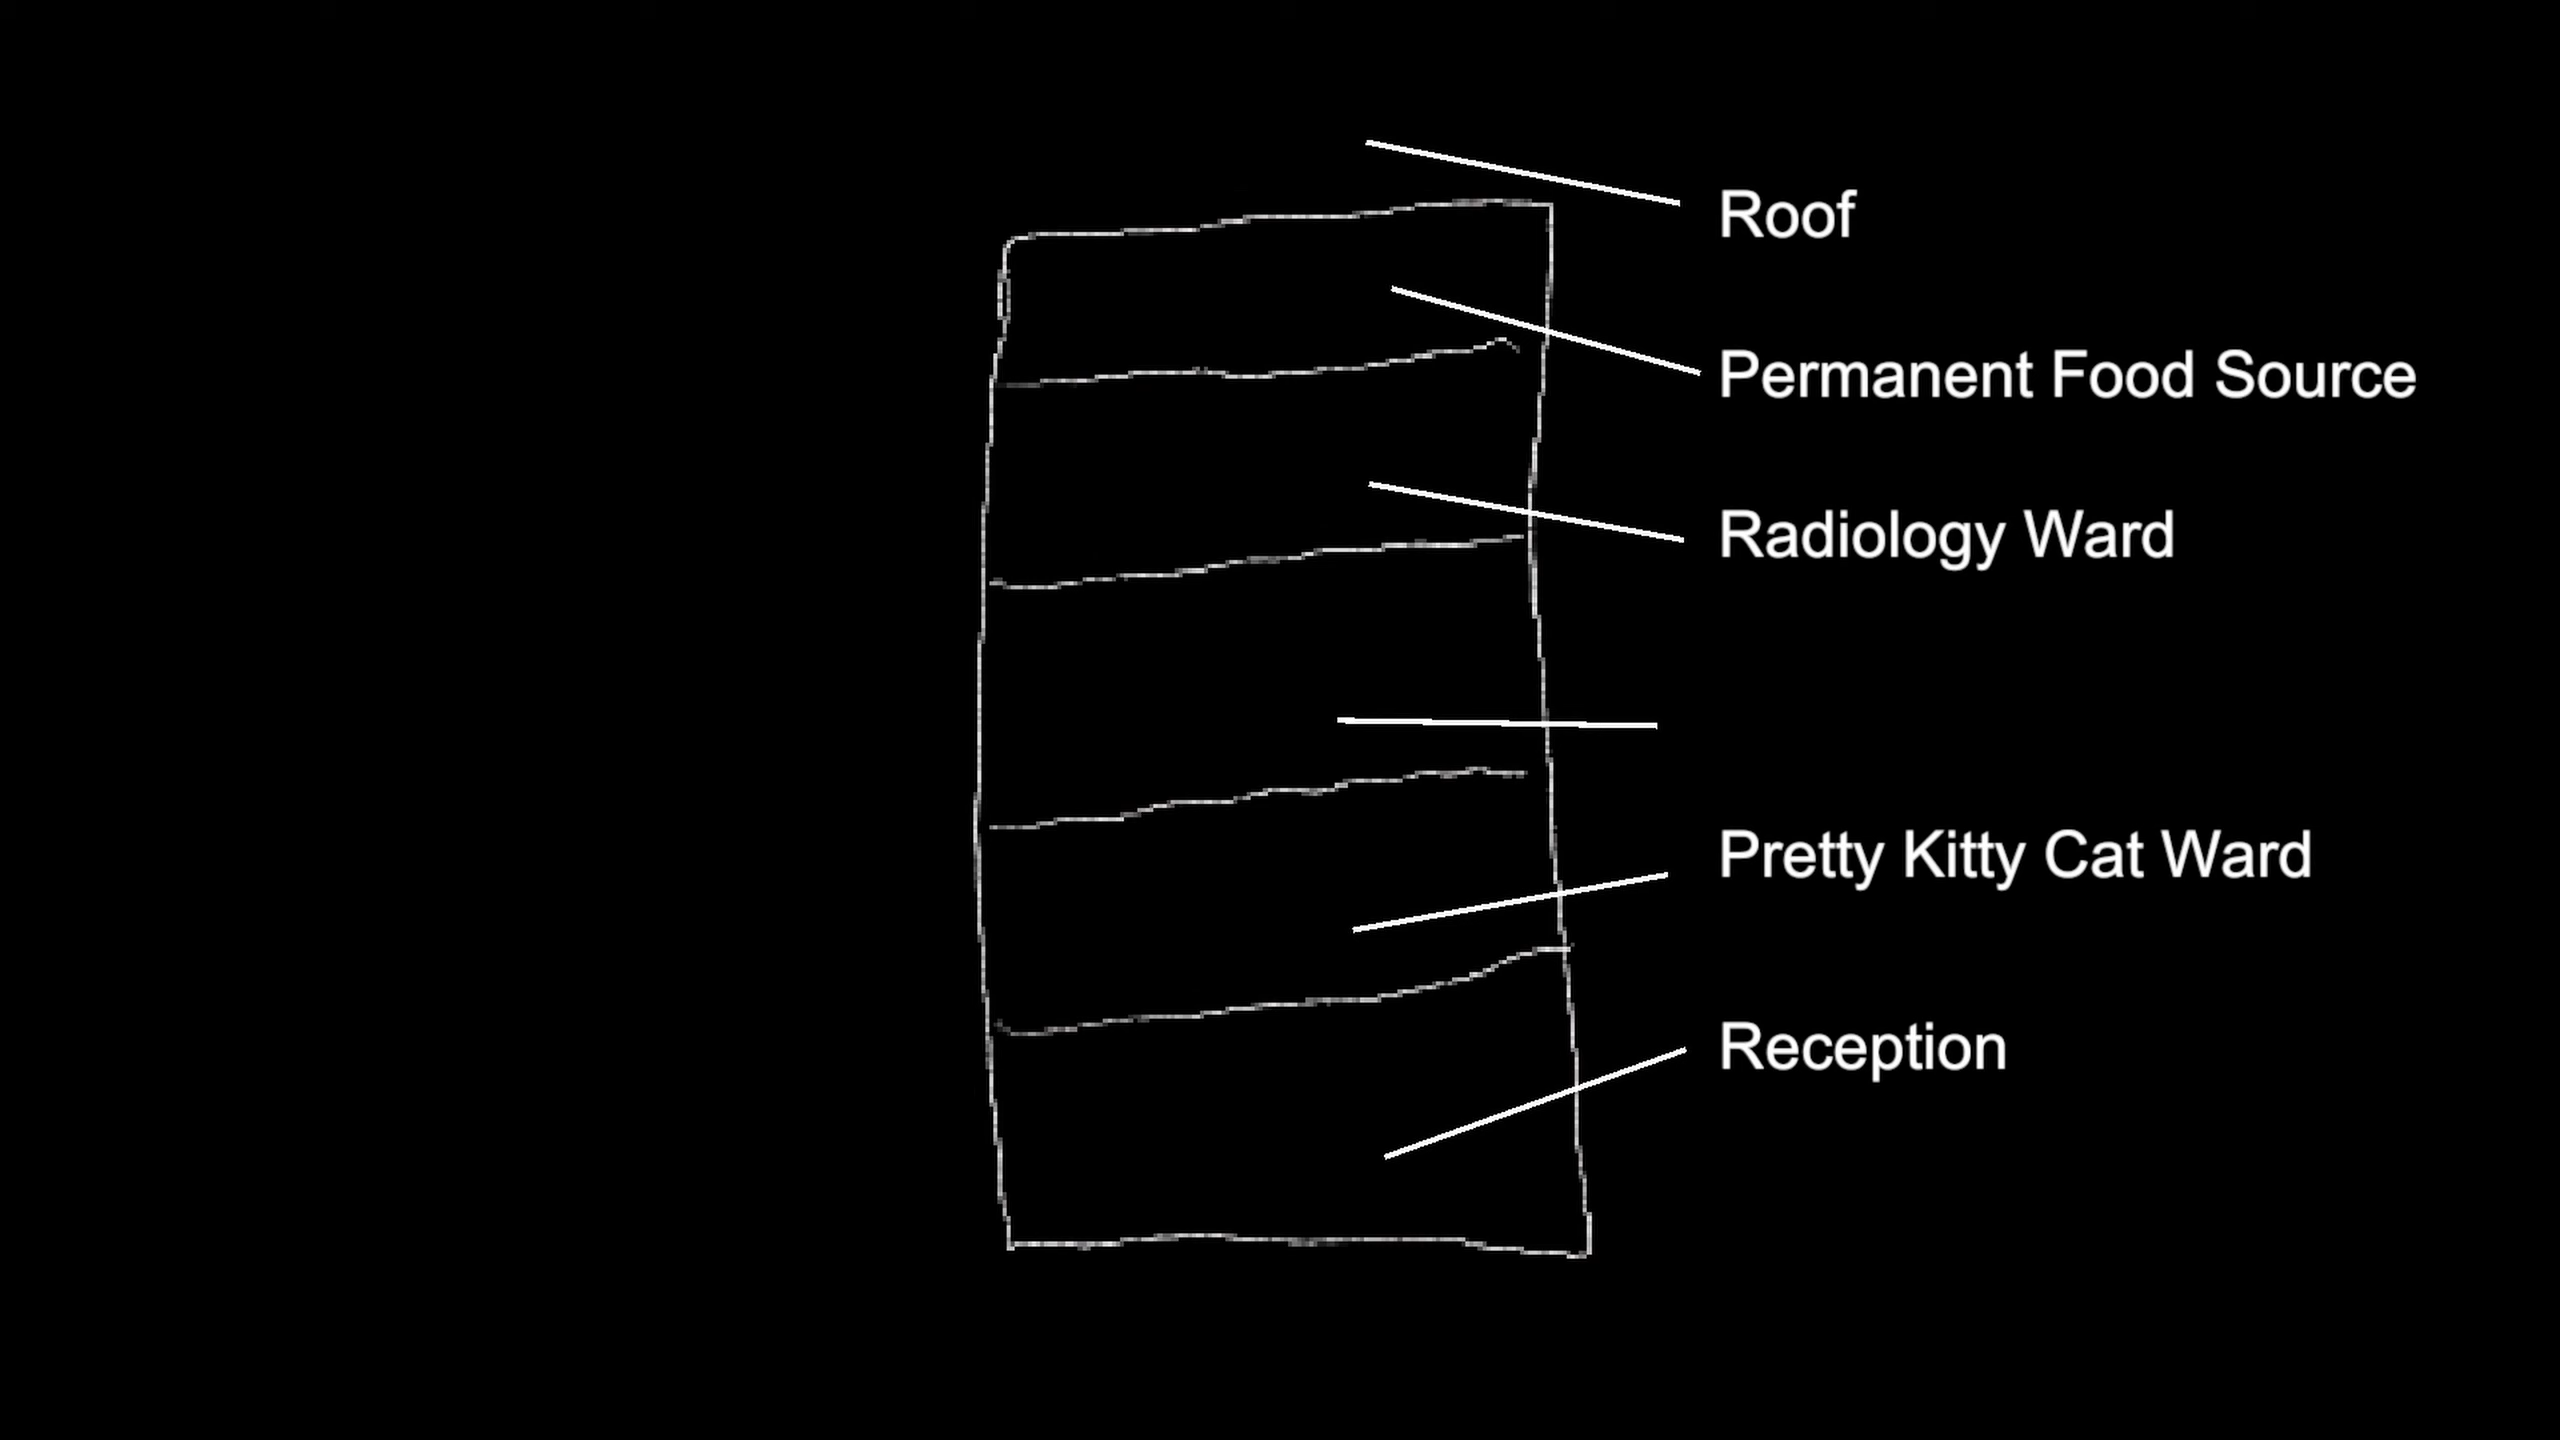 Roof
Permanent Food Source
Radiology Ward
Pretty Kitty Cat Ward
Reception